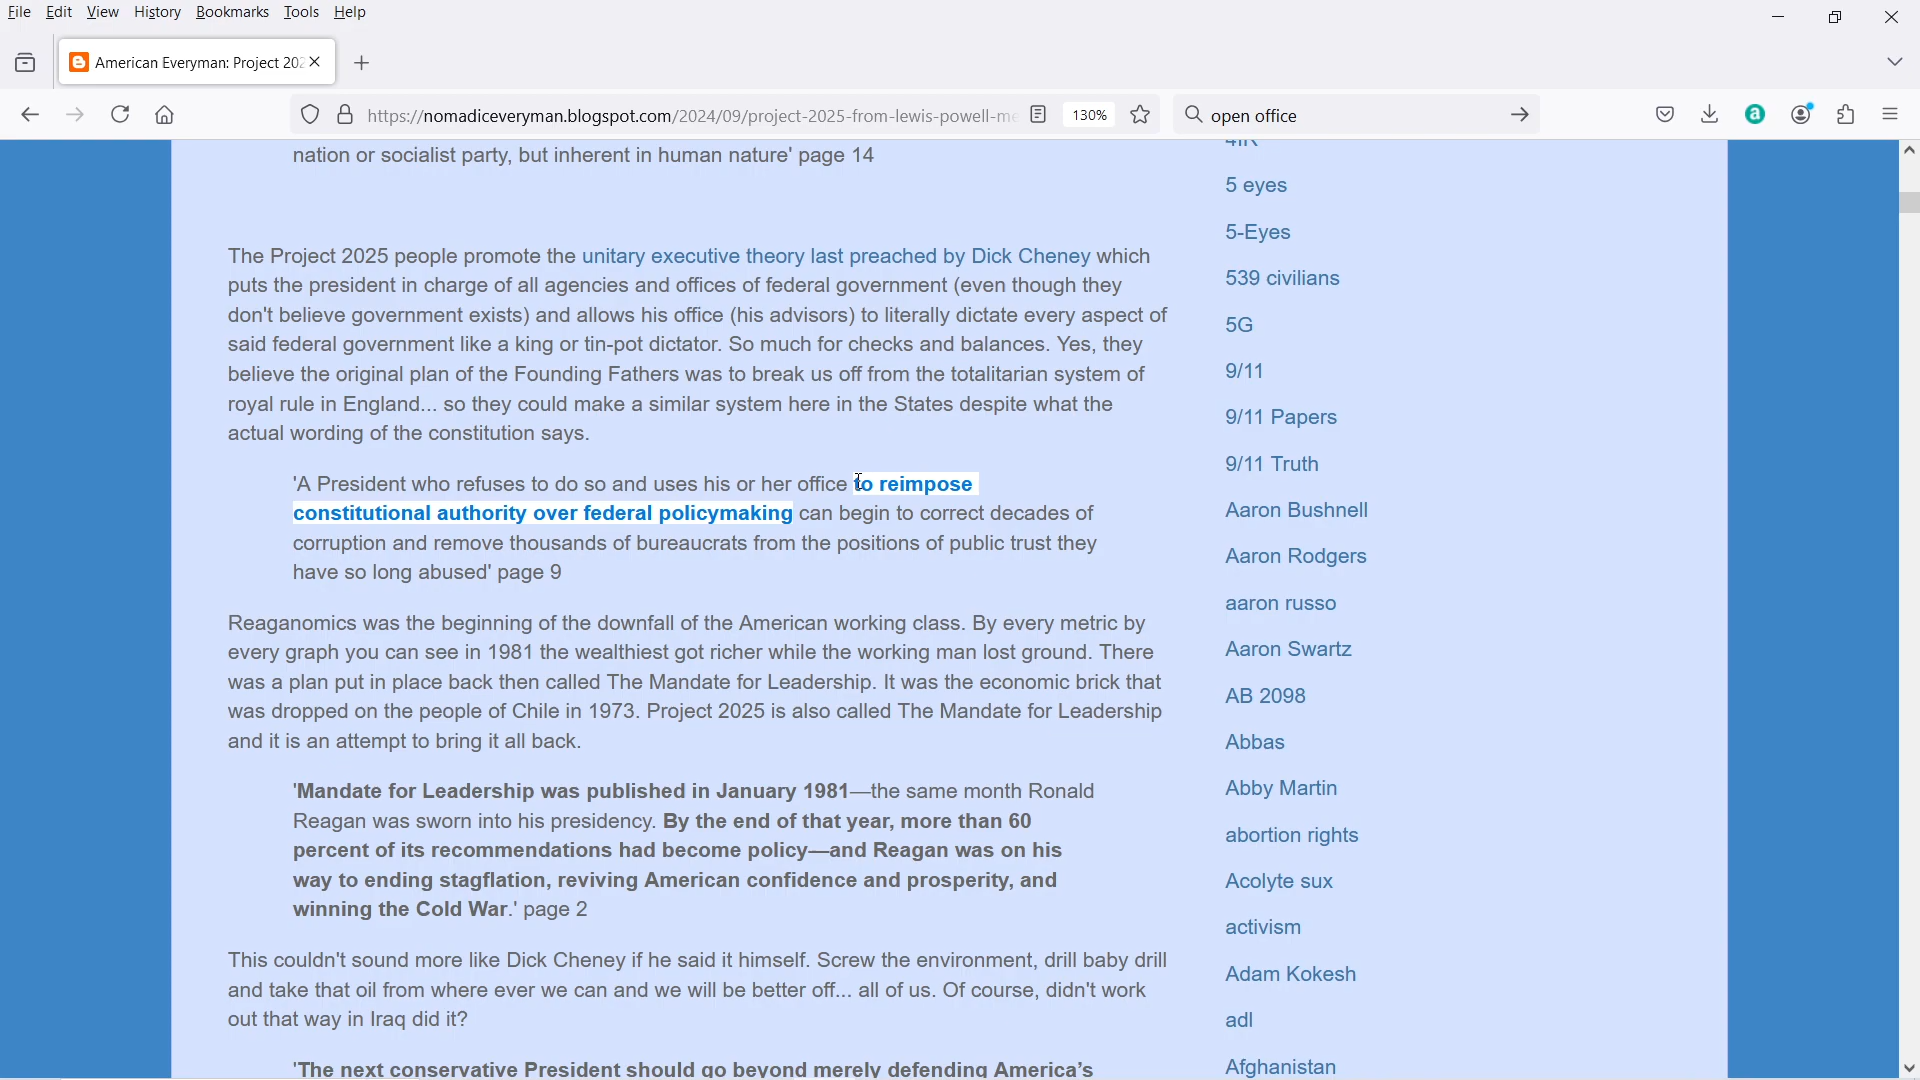 File Edit View History Bookmarks Tools Help
American Everyman: Project 202
https://nomadiceveryman.blogspot.com/2024/09/project-2025-from-lewis-powell-me
130%
open office
nation or socialist party, but inherent in human nature' page 14
The Project 2025 people promote the unitary executive theory last preached by Dick Cheney which
puts the president in charge of all agencies and offices of federal government (even though they
don't believe government exists) and allows his office (his advisors) to literally dictate every aspect of
said federal government like a king or tin-pot dictator. So much for checks and balances. Yes, they
believe the original plan of the Founding Fathers was to break us off from the totalitarian system of
royal rule in England... so they could make a similar system here in the States despite what the
actual wording of the constitution says.
'A President who refuses to do so and uses his or her office to reimpose
constitutional authority over federal policymaking can begin to correct decades of
corruption and remove thousands of bureaucrats from the positions of public trust they
have so long abused' page 9
Reaganomics was the beginning of the downfall of the American working class. By every metric by
every graph you can see in 1981 the wealthiest got richer while the working man lost ground. There
was a plan put in place back then called The Mandate for Leadership. It was the economic brick that
was dropped on the people of Chile in 1973. Project 2025 is also called The Mandate for Leadership
and it is an attempt to bring it all back.
'Mandate for Leadership was published in January 1981—the same month Ronald
Reagan was sworn into his presidency. By the end of that year, more than 60
percent of its recommendations had become policy—and Reagan was on his
way to ending stagflation, reviving American confidence and prosperity, and
winning the Cold War.' page 2
This couldn't sound more like Dick Cheney if he said it himself. Screw the environment, drill baby drill
and take that oil from where ever we can and we will be better off... all of us. Of course, didn't work
out that way in Iraq did it?
'The next conservative President should go beyond merely defending America's
4IR
5 eyes
5-Eyes
539 civilians
5G
9/11
9/11 Papers
9/11 Truth
Aaron Bushnell
Aaron Rodgers
aaron russo
Aaron Swartz
AB 2098
Abbas
Abby Martin
abortion rights
Acolyte sux
activism
Adam Kokesh
adl
Afghanistan